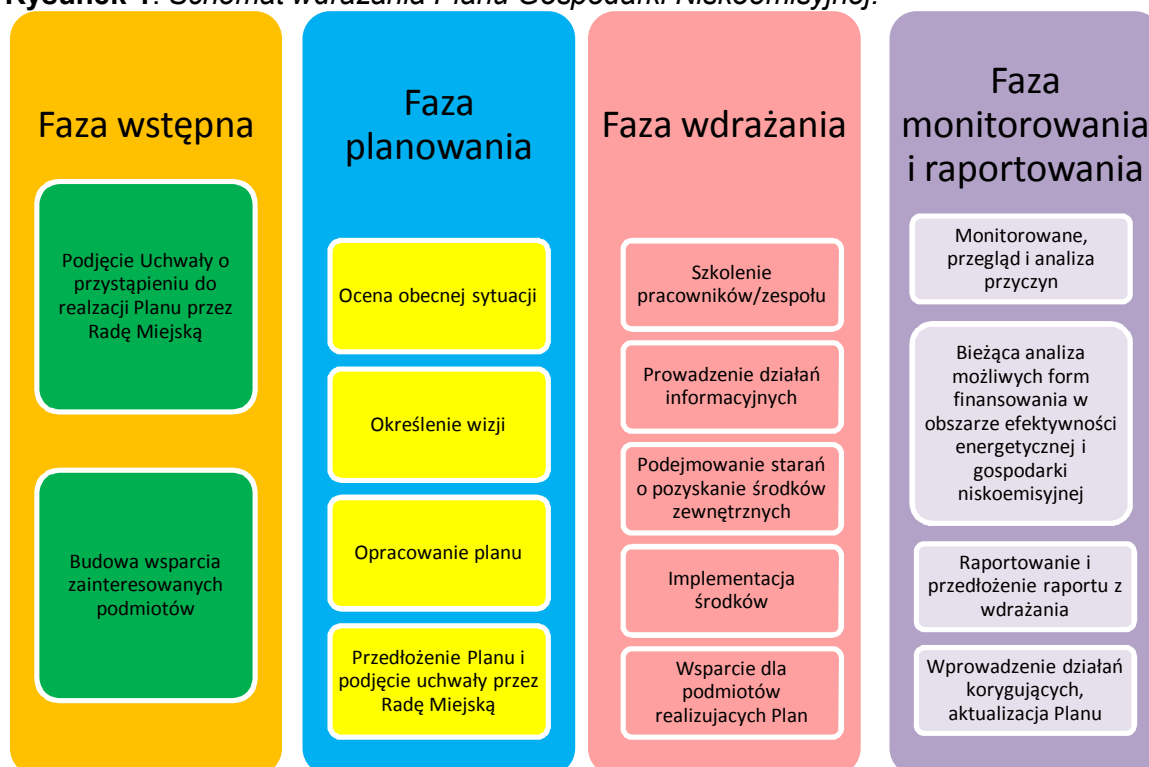 Rysunek 1. Schemat wdrażania Planu Gospodarki Niskoemisyjnej.
Faza wstępna
Podjęcie Uchwały o
przystąpieniu do
realzacji Planu przez
Radę Miejską
Budowa wsparcia
zainteresowanych
podmiotów
Faza
planowania
Ocena obecnej sytuacji
Określenie wizji
Opracowanie planu
Przedłożenie Planu i
podjęcie uchwały przez
Radę Miejską
Faza wdrażania
Szkolenie
pracowników/zespołu
Prowadzenie działań
informacyjnych
Podejmowanie starań
o pozyskanie środków
zewnętrznych
Implementacja
środków
Wsparcie dla
podmiotów
realizujacych Plan
Faza
monitorowania
i raportowania
Monitorowane,
przegląd i analiza
przyczyn
Bieżąca analiza
możliwych form
finansowania w
obszarze efektywności
energetycznej i
gospodarki
niskoemisyjnej
Raportowanie i
przedłożenie raportu z
wdrażania
Wprowadzenie działań
korygujących,
aktualizacja Planu